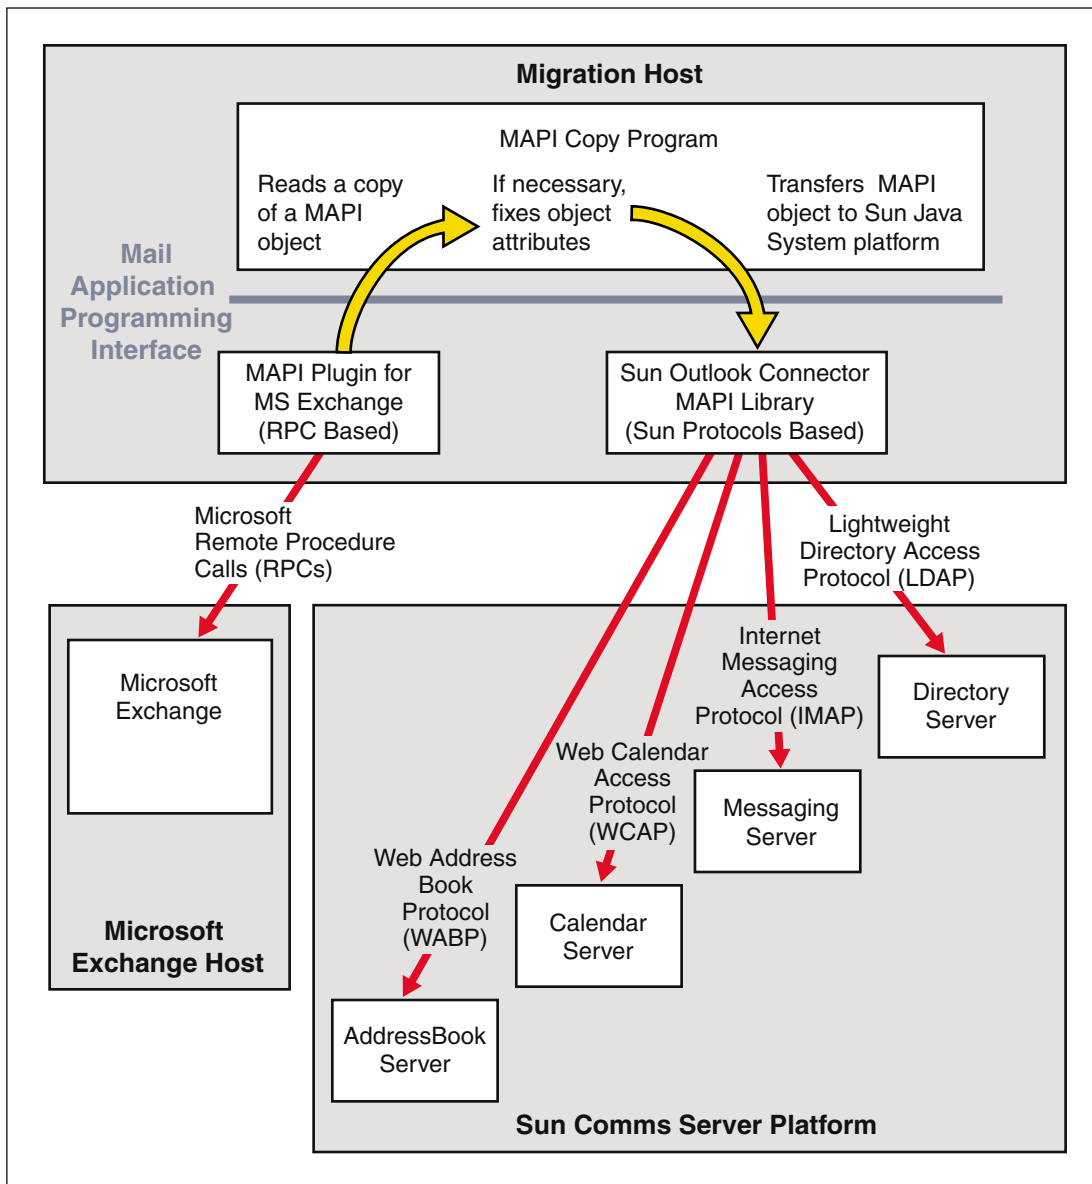 Migration Host
MAPI Copy Program
Reads a copy
of a MAPI
object
If necessary,
fixes object
attributes
Transfers MAPI
object to Sun Java
System platform
Mail
Application
Programming
Interface
MAPI Plugin for
MS Exchange
(RPC Based)
Sun Outlook Connector
MAPI Library
(Sun Protocols Based)
Microsoft
Remote Procedure
Calls (RPCs)
Lightweight
Directory Access
Protocol (LDAP)
Microsoft
Exchange
Internet
Messaging
Access
Protocol (IMAP)
Directory
Server
Web Calendar
Access
Protocol
(WCAP)
Messaging
Server
Web Address
Book
Protocol
(WABP)
Calendar
Server
Microsoft
Exchange Host
AddressBook
Server
Sun Comms Server Platform